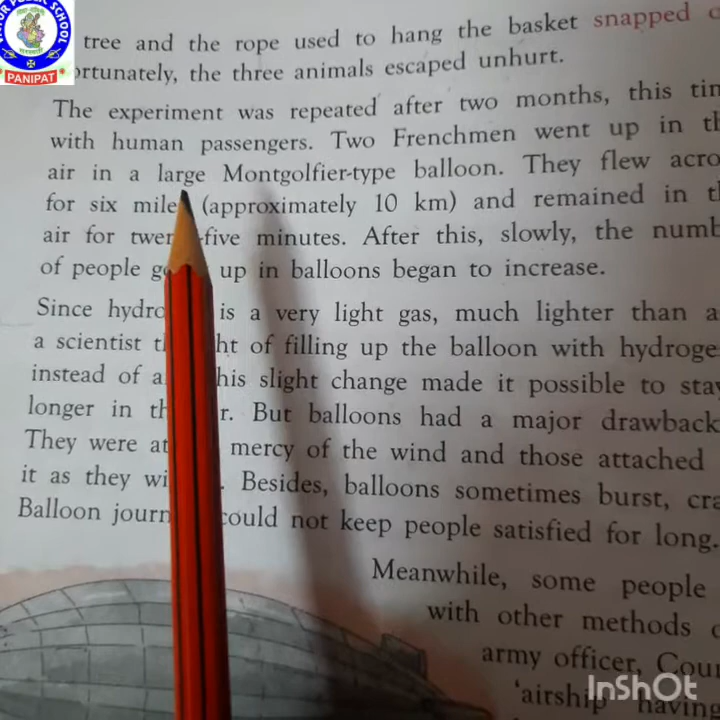 PUBLIC SCHOOL
PANIPAT
tree and the rope used to hang the basket snapped
the three animals escaped unhurt.
The experiment was repeated after two months, this
with human passengers. Two Frenchmen went up in
air in a large Montgolfier-type balloon. They flew
for six (approximately 10 km) and remained in
air for five minutes. After this, slowly, the
of people up in balloons began to increase.
Since is a very light gas, much lighter than
a scientist of filling up the balloon with
instead of slight change made it possible to
longer in But balloons had a major drawback
They were at mercy of the wind and those attached
it as they Besides, balloons sometimes burst,
Balloon could not keep people satisfied for long.
Meanwhile, some people
with other methods
army officer,
'airship having
InShOt